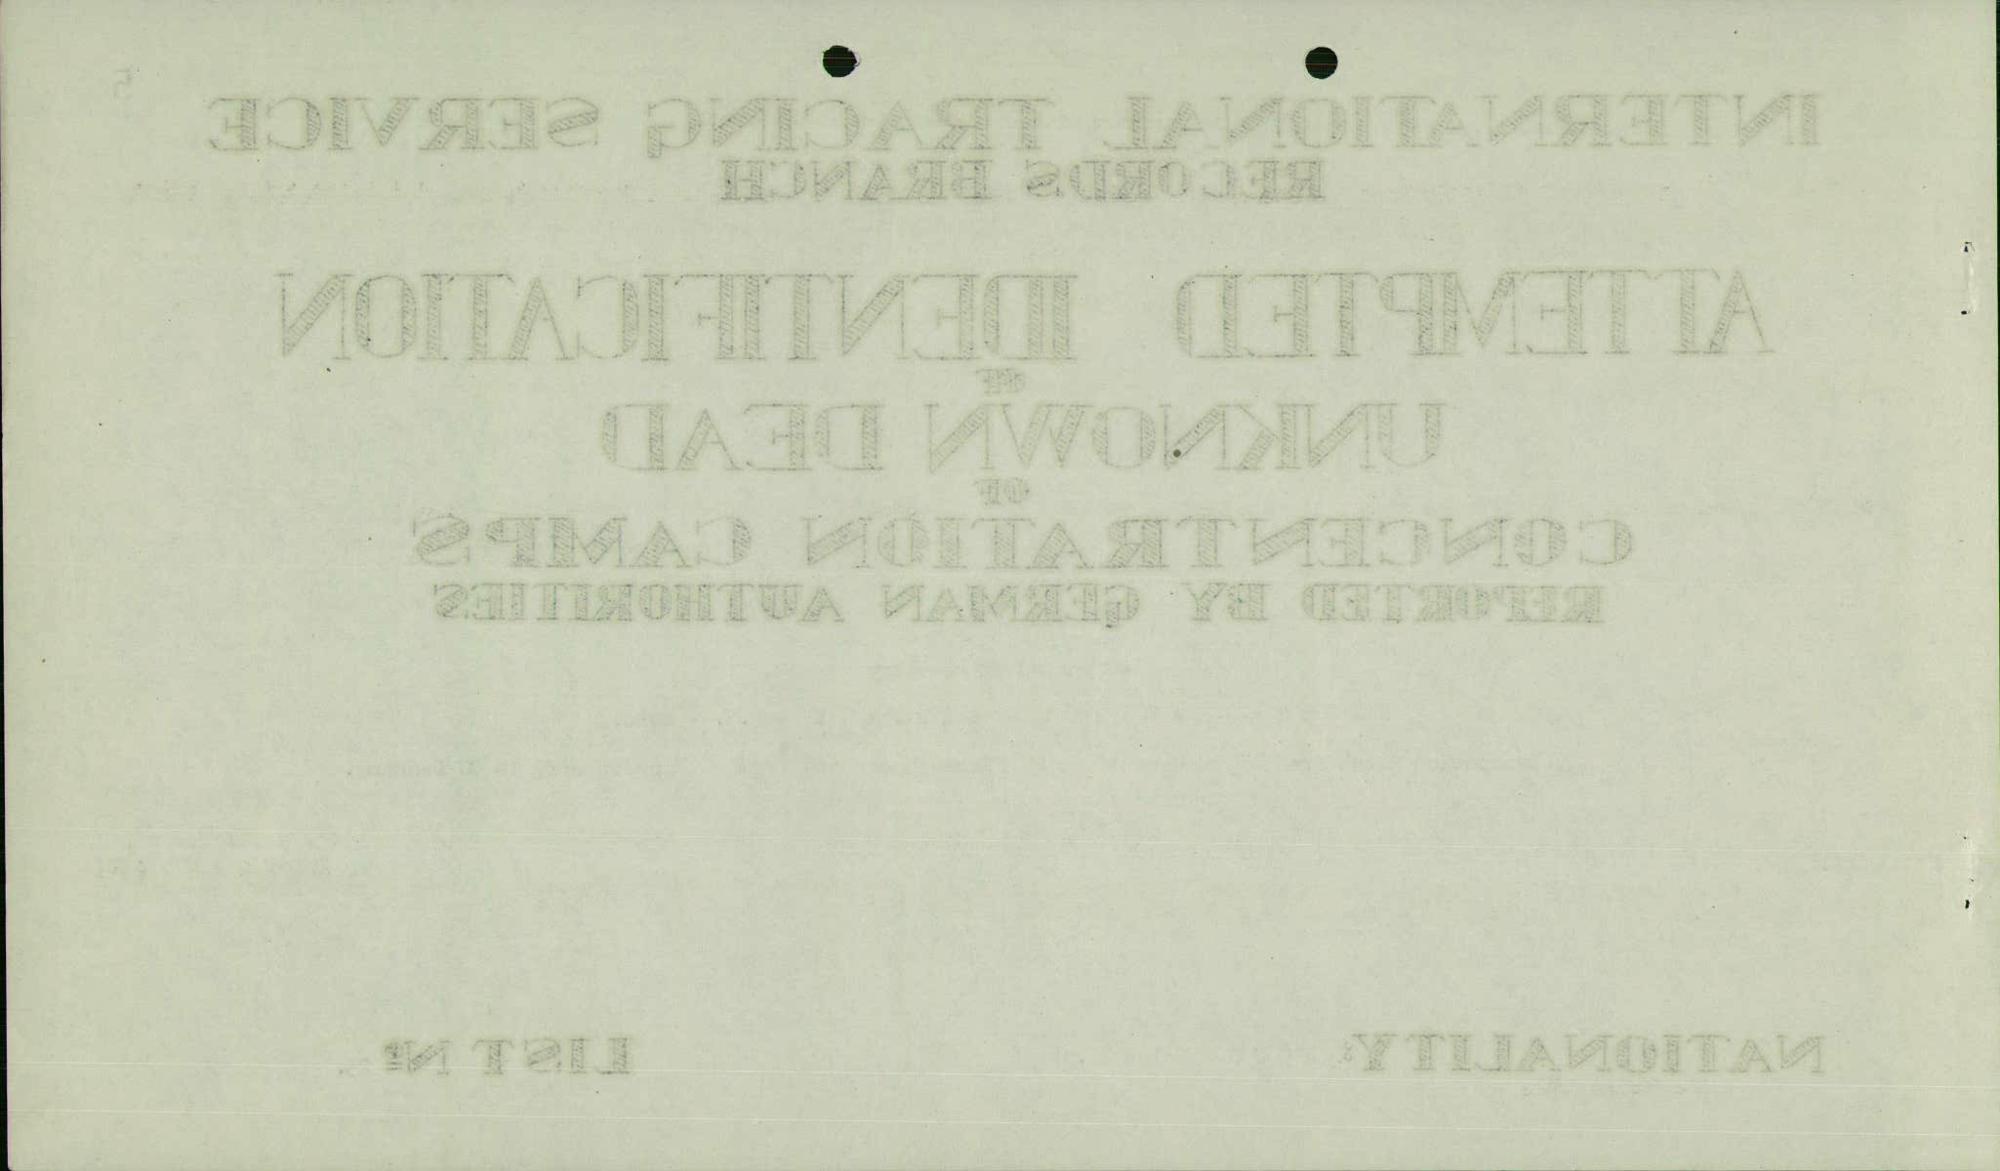 INTERNATIONAL TRACING SERVICE
RECORDS BRANCH
ATTEMPTED IDENTIFICATION
OF
UNKNOWN DEAD
OF
CONCENTRATION CAMPS
REPORTED BY GERMAN AUTHORITIES
NATIONALITY: LIST Nº